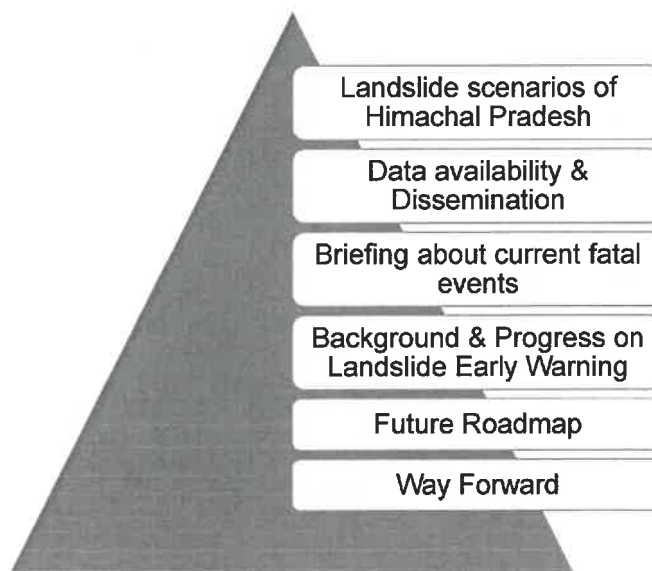 Landslide scenarios of
Himachal Pradesh
Data availability &
Dissemination
Briefing about current fatal
events
Background & Progress on
Landslide Early Warning
Future Roadmap
Way Forward